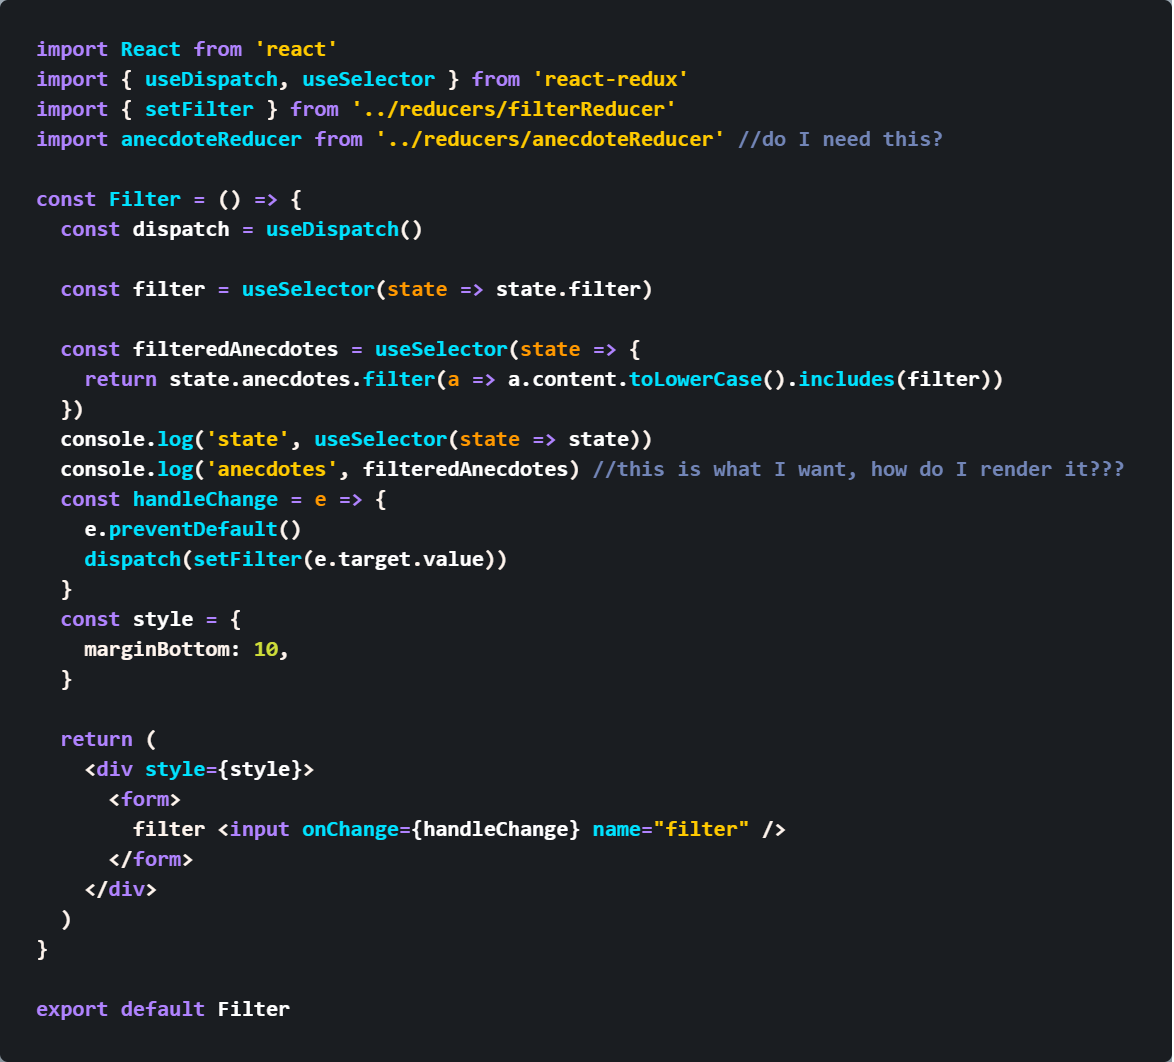 import React from 'react'
import { useDispatch, useSelector } from 'react-redux'
import { setFilter } from '../reducers/filterReducer'
import anecdoteReducer from '../reducers/anecdoteReducer' //do I need this?

const Filter = () => {
  const dispatch = useDispatch()

  const filter = useSelector(state => state.filter)

  const filteredAnecdotes = useSelector(state => {
    return state.anecdotes.filter(a => a.content.toLowerCase().includes(filter))
  })
  console.log('state', useSelector(state => state))
  console.log('anecdotes', filteredAnecdotes) //this is what I want, how do I render it???
  const handleChange = e => {
    e.preventDefault()
    dispatch(setFilter(e.target.value))
  }
  const style = {
    marginBottom: 10,
  }

  return (
    <div style={style}>
      <form>
        filter <input onChange={handleChange} name="filter" />
      </form>
    </div>
  )
}

export default Filter